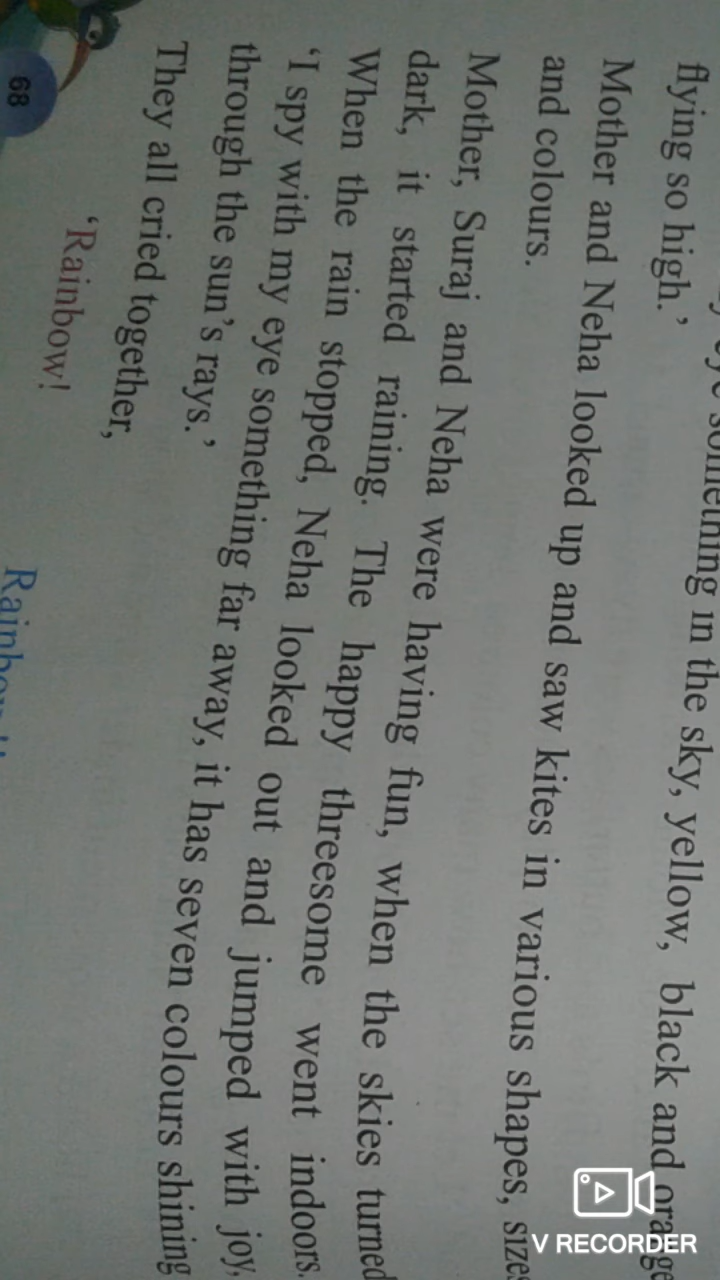 something in the sky, yellow, black and orange
flying so high.’
Mother and Neha looked up and saw kites in various shapes, sizes
and colours.
Mother, Suraj and Neha were having fun, when the skies turned
dark, it started raining. The happy threesome went indoors.
When the rain stopped, Neha looked out and jumped with joy,
‘I spy with my eye something far away, it has seven colours shining
through the sun’s rays.’
They all cried together,
‘Rainbow!
68
V RECORDER